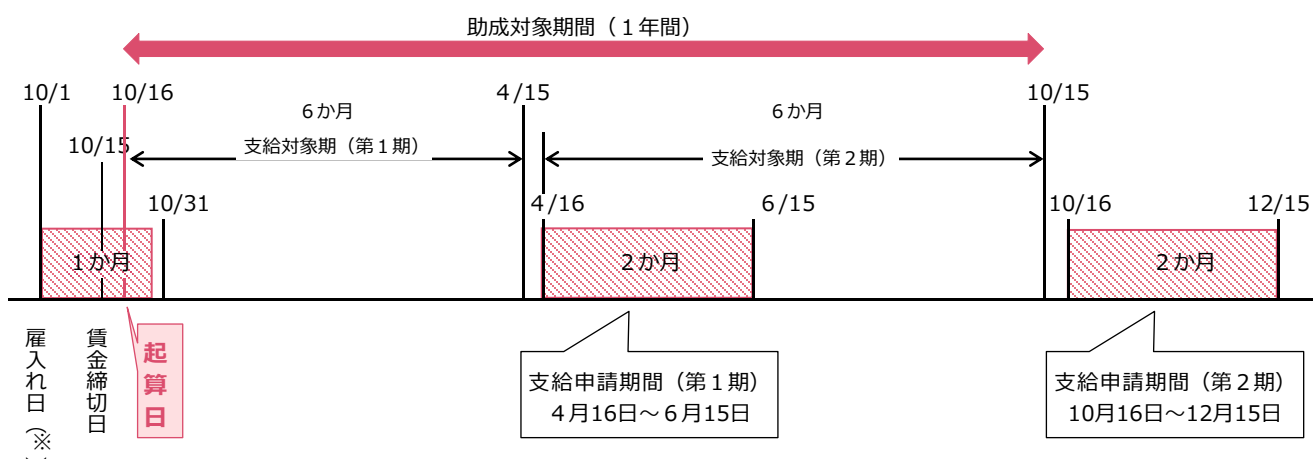 助成対象期間（１年間）
10/1
10/16
4/15
10/15
６か月
６か月
10/15
支給対象期（第１期）
支給対象期（第２期）
10/31
4/16
6/15
10/16
12/15
１か月
２か月
２か月
雇入れ日（※
賃金締切日
起算日
支給申請期間（第１期）
４月16日～６月15日
支給申請期間（第２期）
10月16日～12月15日